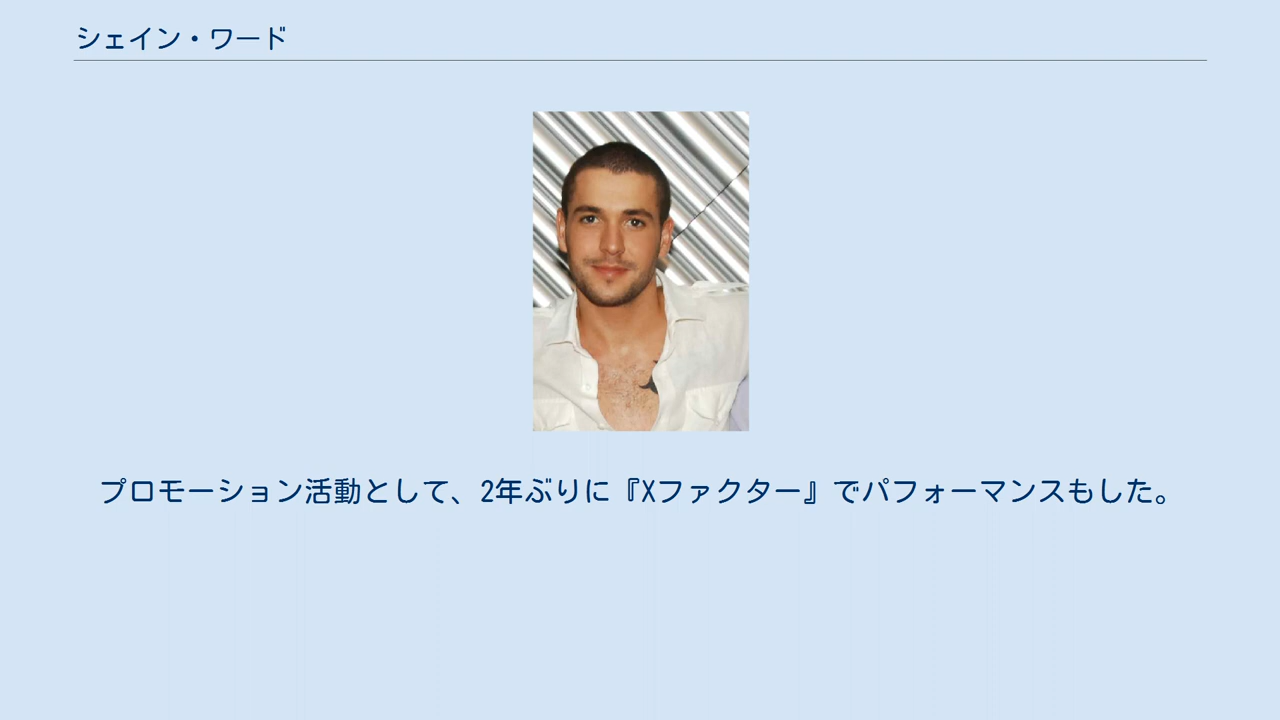 シェイン・ワード
プロモーション活動として、2年ぶりに『Xファクター』でパフォーマンスもした。